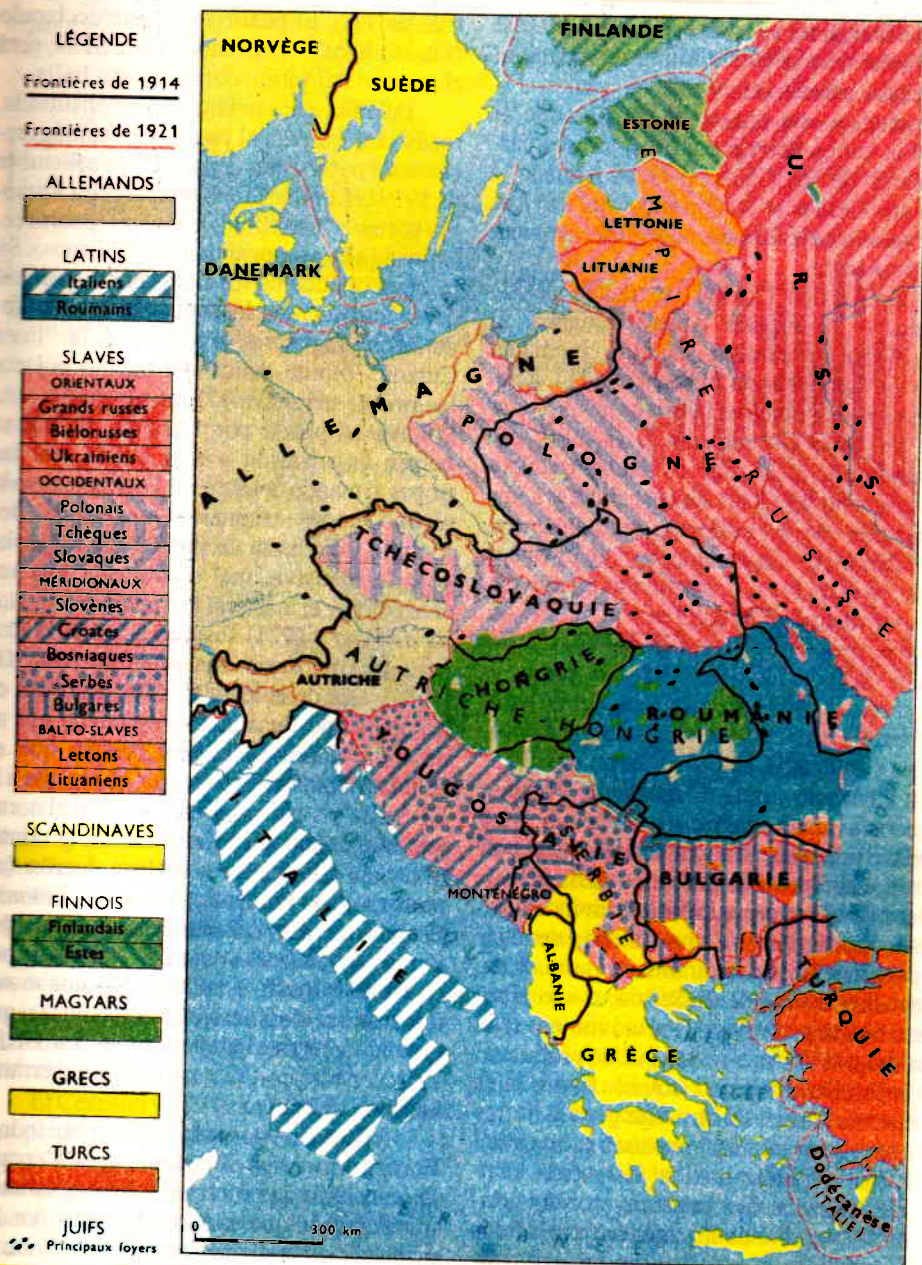 LÉGENDE
Frontières de 1914
Frontières de 1921
ALLEMANDS
LATINS
Italiens
Roumains
SLAVES
ORIENTAUX
Grands russes
Biélorusses
Ukrainiens
OCCIDENTAUX
Polonais
Tchèques
Slovaques
MÉRIDIONAUX
Slovènes
Croates
Bosniaques
Serbes
Bulgares
BALTO-SLAVES
Lettons
Lituaniens
SCANDINAVES
FINNOIS
Finlandais
Estes
MAGYARS
GRECS
TURCS
JUIFS
Principaux foyers
NORVÈGE
SUÈDE
FINLANDE
ESTONIE
LETTONIE
LITUANIE
DANEMARK
U. R. S. S.
EMPIRE RUSSE
ALLEMAGNE
POLOGNE
TCHÉCOSLOVAQUIE
AUTRICHE
AUTRICHE-HONGRIE
HONGRIE
ROUMANIE
YOUGOSLAVIE
SERBIE
MONTÉNÉGRO
BULGARIE
ITALIE
ALBANIE
GRÈCE
TURQUIE
MER
EGEE
NOIRE
Dodécanèse
(ITALIE)
0 300 km